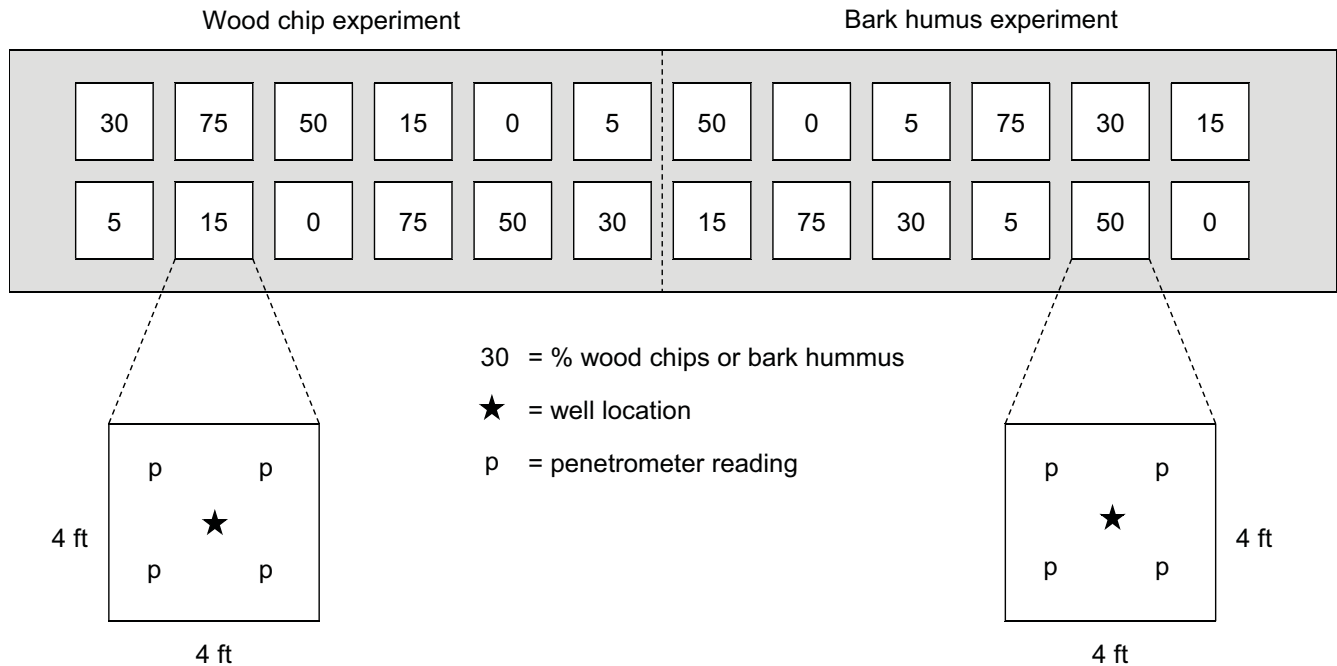 Wood chip experiment Bark humus experiment
30 75 50 15 0 5 50 0 5 75 30 15
5 15 0 75 50 30 15 75 30 5 50 0
30 = % wood chips or bark hummus
★ = well location
p = penetrometer reading
p p
p p
4 ft
4 ft
p p
p p
4 ft
4 ft